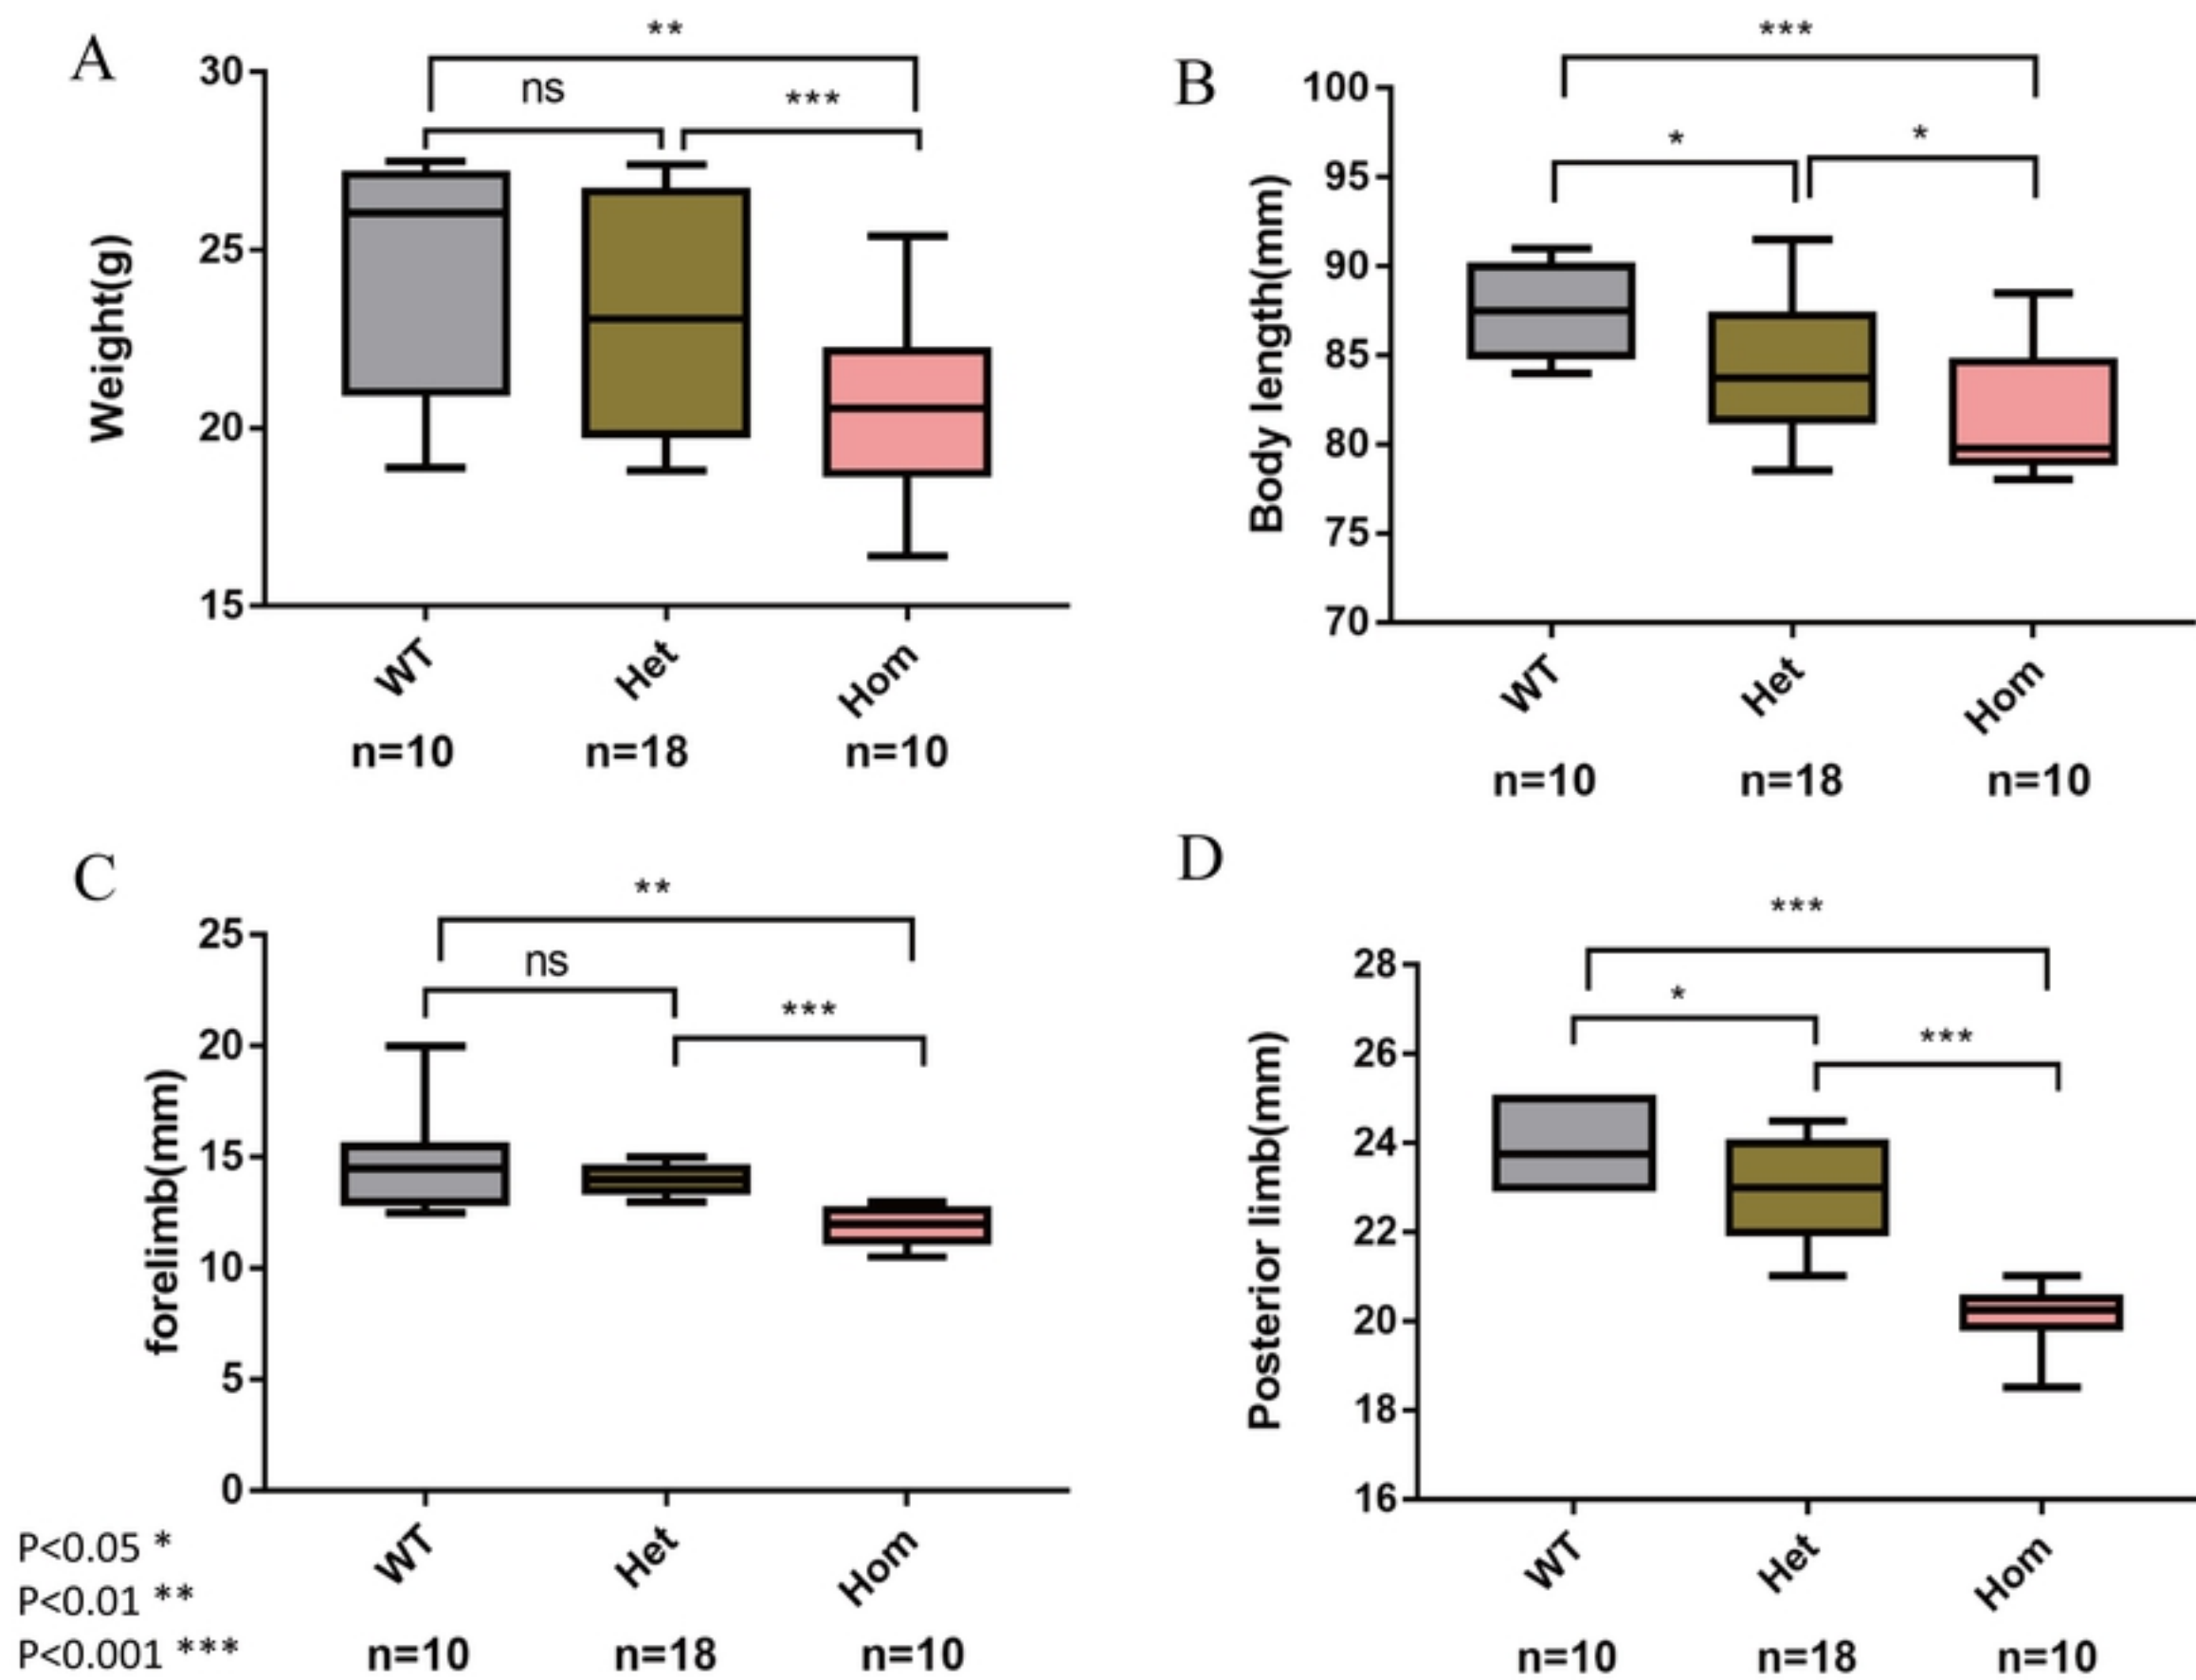 A
**
ns
***
30
25
20
15
Weight(g)
WT
Het
Hom
n=10
n=18
n=10
B
***
*
*
100
95
90
85
80
75
70
Body length(mm)
WT
Het
Hom
n=10
n=18
n=10
C
**
ns
***
25
20
15
10
5
0
forelimb(mm)
WT
Het
Hom
n=10
n=18
n=10
D
***
*
***
28
26
24
22
20
18
16
Posterior limb(mm)
WT
Het
Hom
n=10
n=18
n=10
P<0.05 *
P<0.01 **
P<0.001 ***